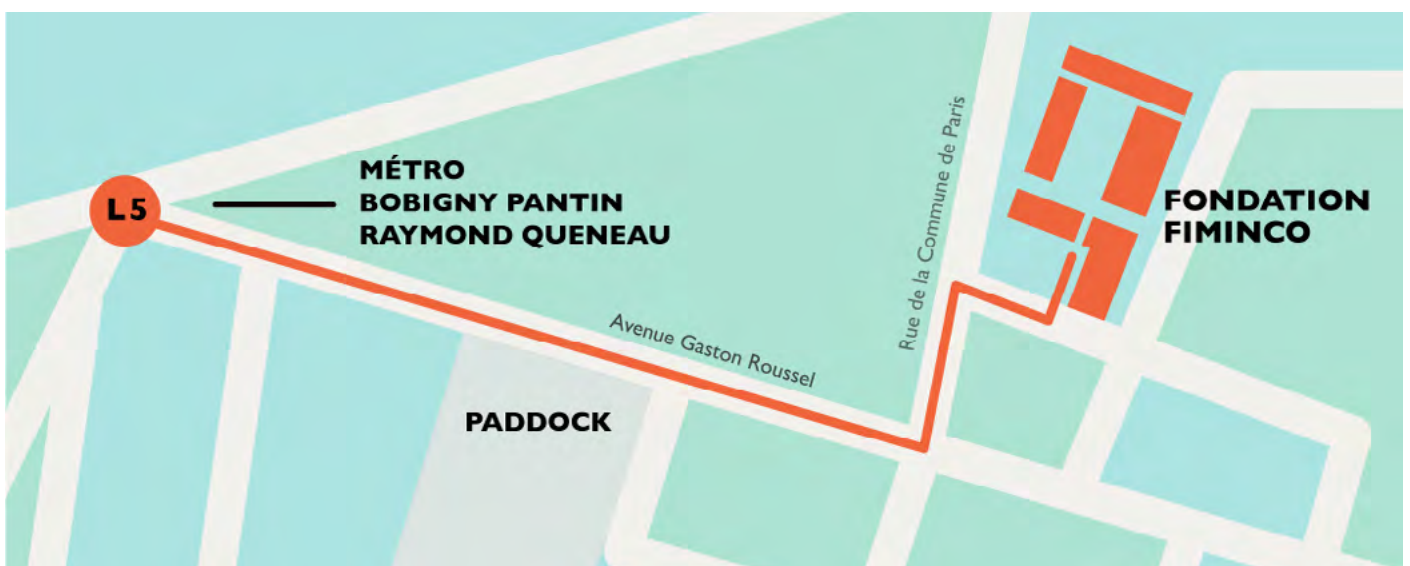 L5
MÉTRO
BOBIGNY PANTIN
RAYMOND QUENEAU
Avenue Gaston Roussel
PADDOCK
Rue de la Commune de Paris
FONDATION
FIMINCO